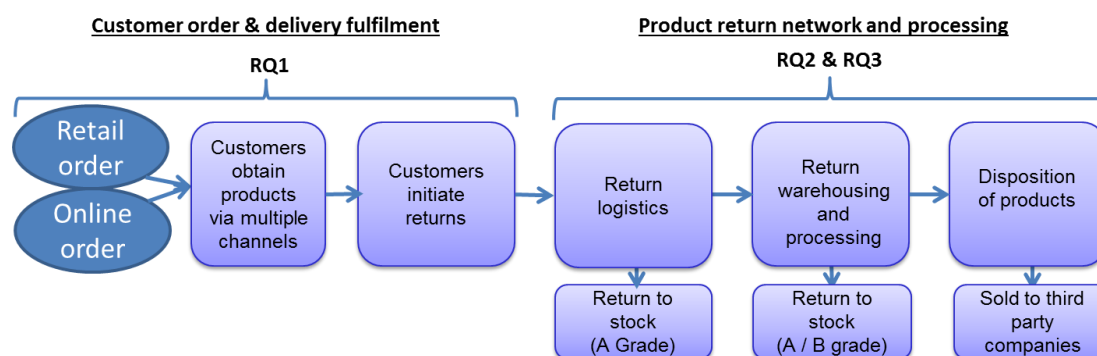 Customer order & delivery fulfilment
Product return network and processing
RQ1
RQ2 & RQ3
Retail
order
Online
order
Customers
obtain
products
via multiple
channels
Customers
initiate
returns
Return
logistics
Return
warehousing
and
processing
Disposition
of products
Return to
stock
(A Grade)
Return to
stock
(A / B grade)
Sold to third
party
companies